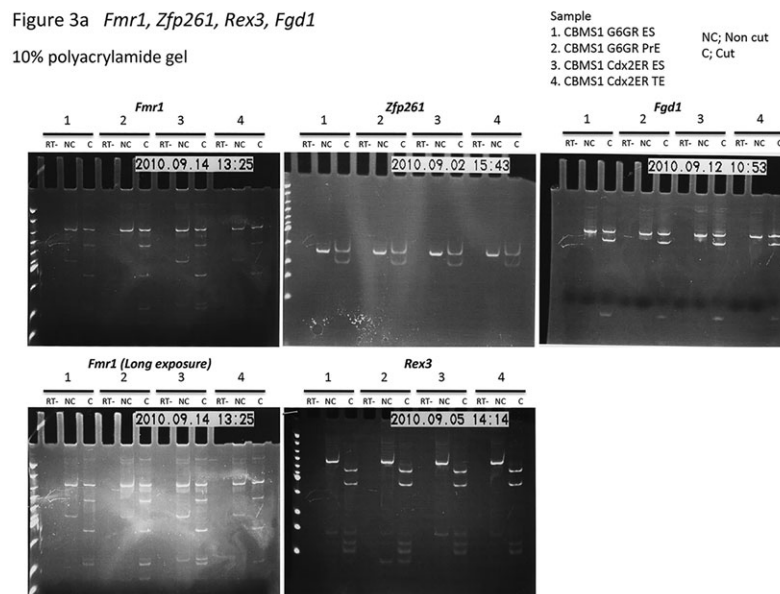 Figure 3a Fmr1, Zfp261, Rex3, Fgd1
10% polyacrylamide gel
Sample
1. CBMS1 G6GR ES
2. CBMS1 G6GR PrE
3. CBMS1 Cdx2ER ES
4. CBMS1 Cdx2ER TE
NC; Non cut
C; Cut
Fmr1
1 2 3 4
RT- NC C RT- NC C RT- NC C RT- NC C
2010.09.14 13:25
Zfp261
1 2 3 4
RT- NC C RT- NC C RT- NC C RT- NC C
2010.09.02 15:43
Fgd1
1 2 3 4
RT- NC C RT- NC C RT- NC C RT- NC C
2010.09.12 10:53
Fmr1 (Long exposure)
1 2 3 4
RT- NC C RT- NC C RT- NC C RT- NC C
2010.09.14 13:25
Rex3
1 2 3 4
RT- NC C RT- NC C RT- NC C RT- NC C
2010.09.05 14:14